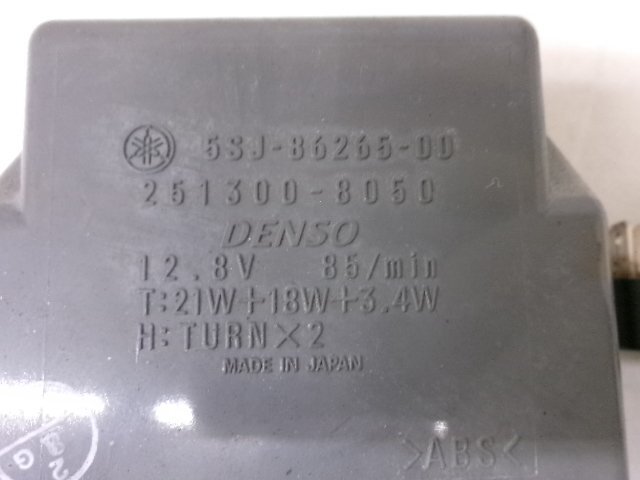 5SJ-86265-00
251300-8050
DENSO
12.8V 85/min
T:21W+18W+3.4W
H:TURN×2
MADE IN JAPAN
>ABS<
G